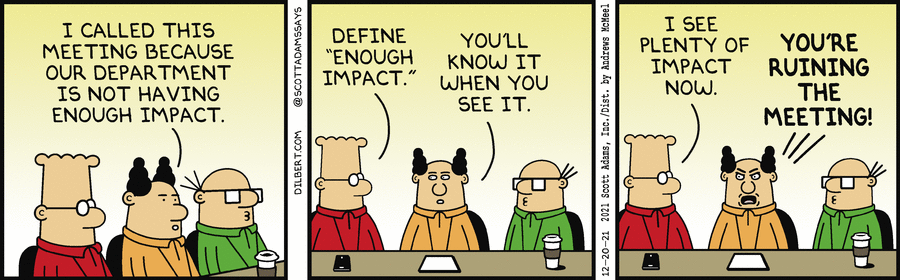 I CALLED THIS
MEETING BECAUSE
OUR DEPARTMENT
IS NOT HAVING
ENOUGH IMPACT.
DILBERT.COM @SCOTTADAMSSAYS
DEFINE
“ENOUGH
IMPACT.”
YOU'LL
KNOW IT
WHEN YOU
SEE IT.
12-20-21 2021 Scott Adams, Inc./Dist. by Andrews McMeel
I SEE
PLENTY OF
IMPACT
NOW.
YOU'RE
RUINING
THE
MEETING!